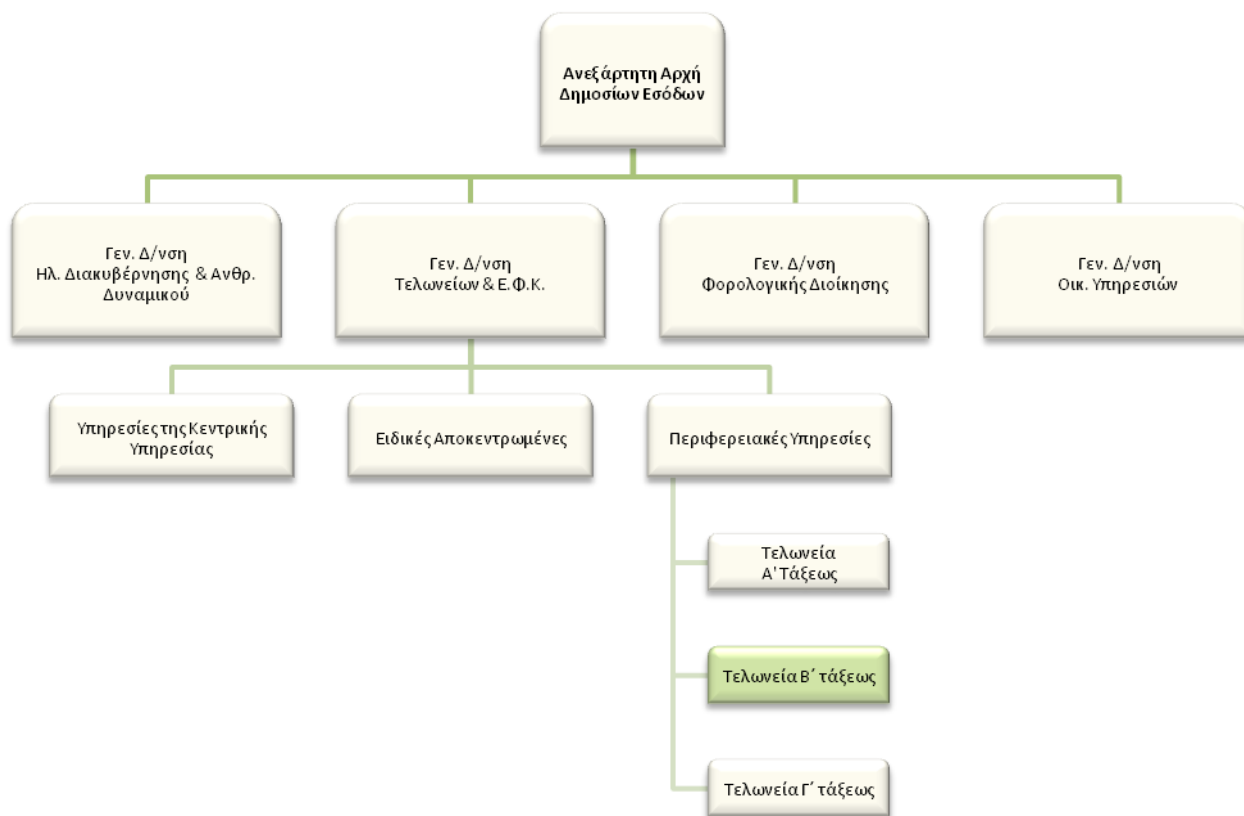 Ανεξάρτητη Αρχή
Δημοσίων Εσόδων
Γεν. Δ/νση
Ηλ. Διακυβέρνησης & Ανθρ.
Δυναμικού
Γεν. Δ/νση
Τελωνείων & Ε.Φ.Κ.
Γεν. Δ/νση
Φορολογικής Διοίκησης
Γεν. Δ/νση
Οικ. Υπηρεσιών
Υπηρεσίες της Κεντρικής
Υπηρεσίας
Ειδικές Αποκεντρωμένες
Περιφερειακές Υπηρεσίες
Τελωνεία
Α' Τάξεως
Τελωνεία Β΄ τάξεως
Τελωνεία Γ΄ τάξεως